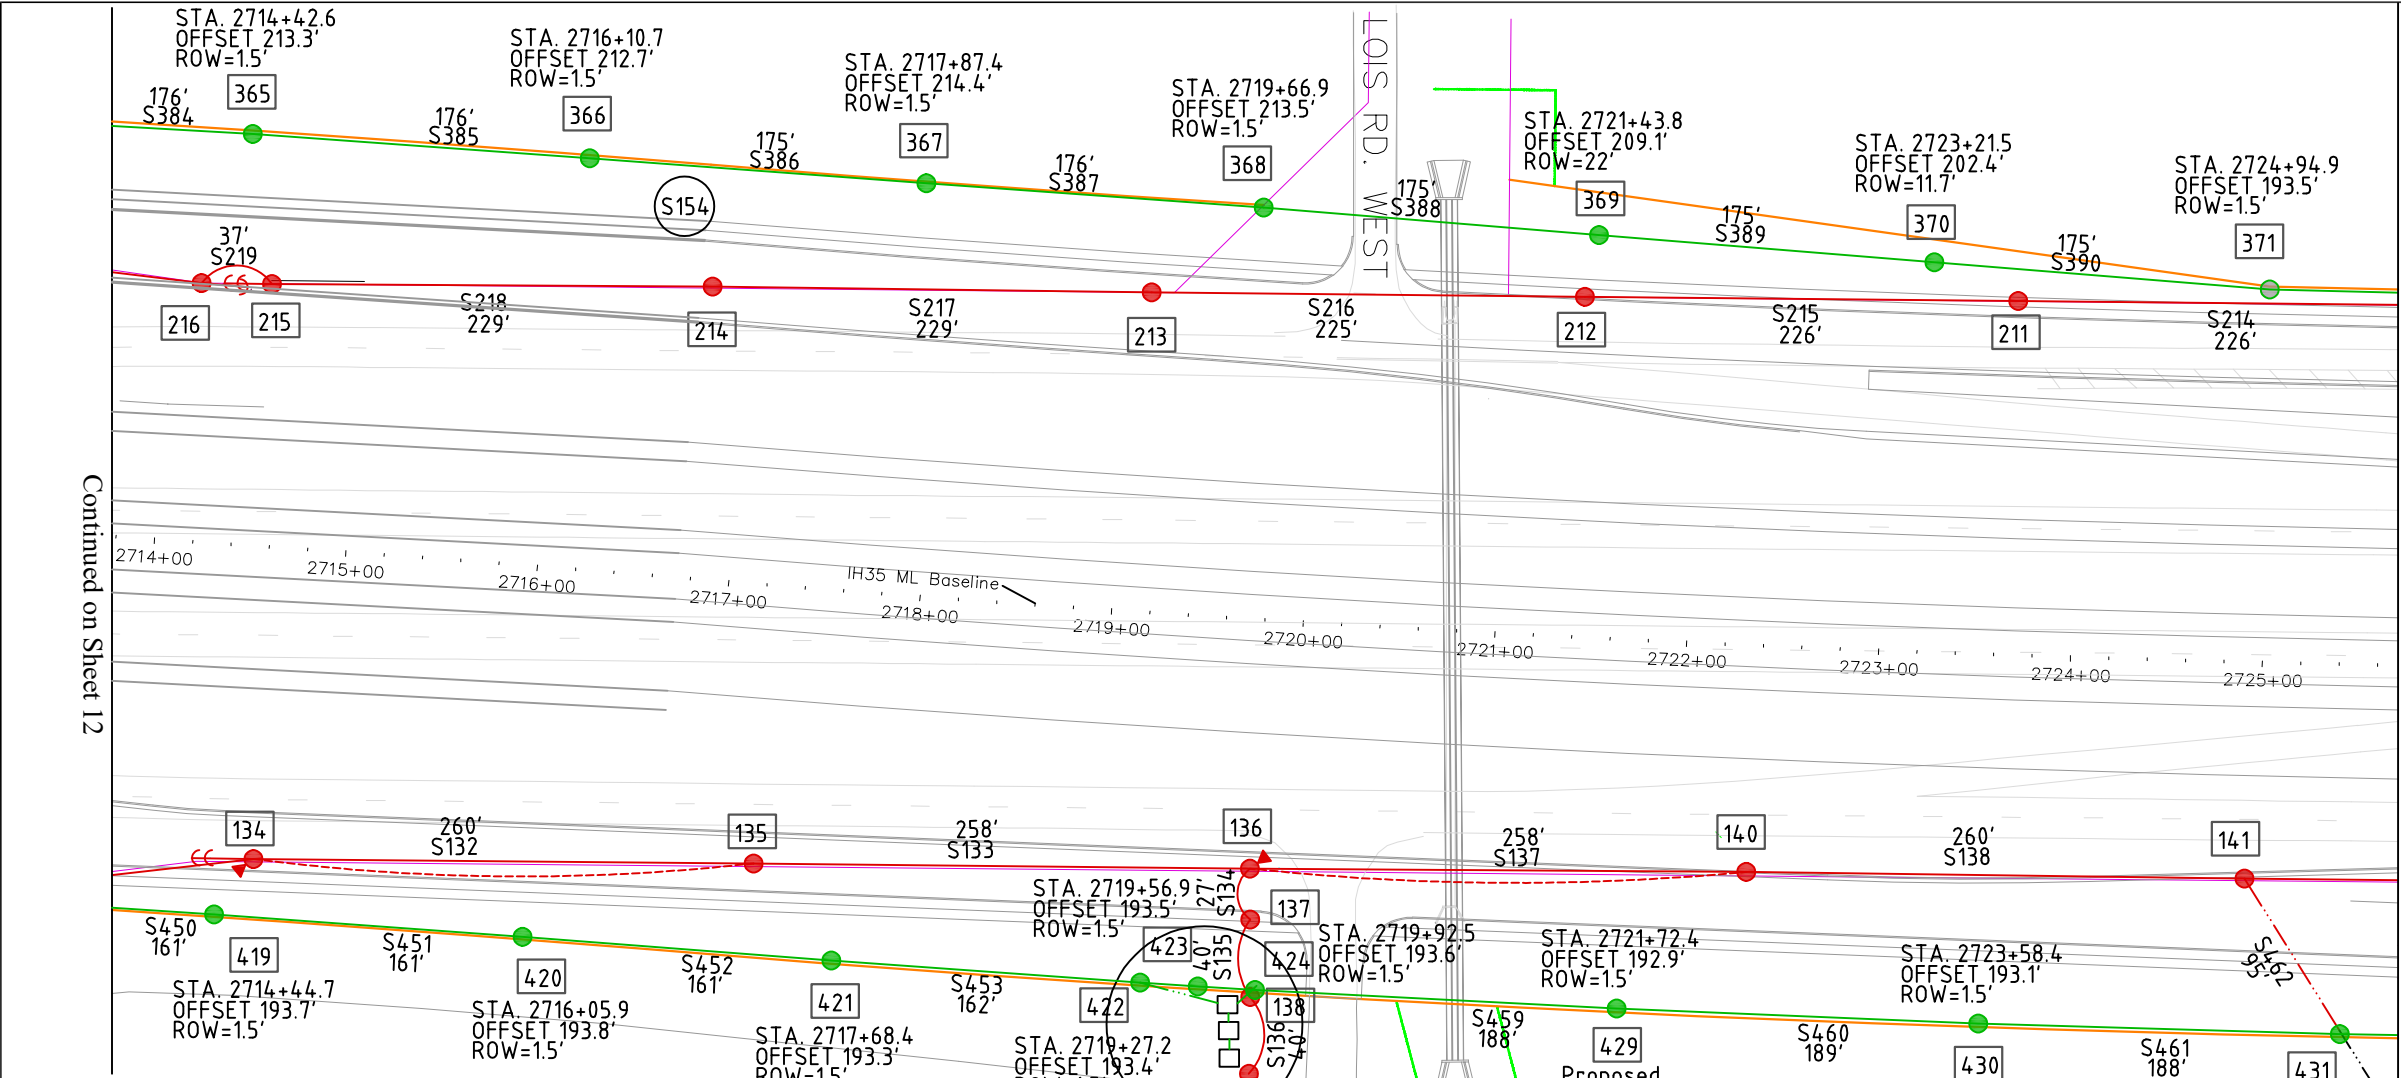 STA. 2714+42.6
OFFSET 213.3'
ROW=1.5'
365
STA. 2716+10.7
OFFSET 212.7'
ROW=1.5'
366
STA. 2717+87.4
OFFSET 214.4'
ROW=1.5'
367
STA. 2719+66.9
OFFSET 213.5'
ROW=1.5'
368
LOIS RD. WEST
STA. 2721+43.8
OFFSET 209.1'
ROW=22'
369
STA. 2723+21.5
OFFSET 202.4'
ROW=11.7'
370
STA. 2724+94.9
OFFSET 193.5'
ROW=1.5'
371
176'
S384
176'
S385
175'
S386
176'
S387
175'
S388
175'
S389
175'
S390
S154
37'
S219
216
215
S218
229'
214
S217
229'
213
S216
225'
212
S215
226'
211
S214
226'
Continued on Sheet 12
2714+00
2715+00
2716+00
2717+00
IH35 ML Baseline
2718+00
2719+00
2720+00
2721+00
2722+00
2723+00
2724+00
2725+00
134
260'
S132
135
258'
S133
136
258'
S137
140
260'
S138
141
27'
S134
137
STA. 2719+56.9
OFFSET 193.5'
ROW=1.5'
423
40'
S135
424
STA. 2719+92.5
OFFSET 193.6'
ROW=1.5'
STA. 2721+72.4
OFFSET 192.9'
ROW=1.5'
STA. 2723+58.4
OFFSET 193.1'
ROW=1.5'
S462
95'
S450
161'
419
STA. 2714+44.7
OFFSET 193.7'
ROW=1.5'
S451
161'
420
STA. 2716+05.9
OFFSET 193.8'
ROW=1.5'
S452
161'
421
STA. 2717+68.4
OFFSET 193.3'
ROW=1.5'
S453
162'
422
STA. 2719+27.2
OFFSET 193.4'
138
S136
40'
S459
188'
429
Proposed
S460
189'
430
S461
188'
431